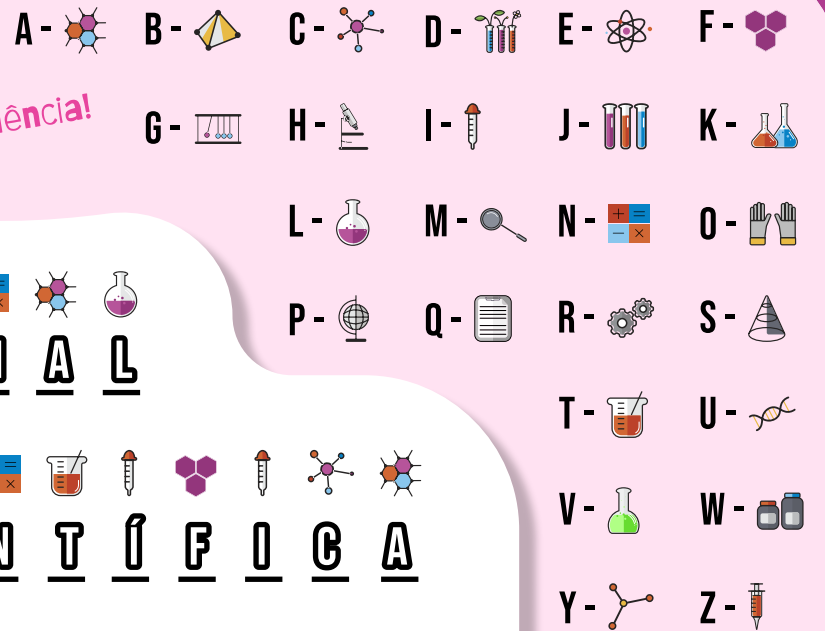 A - B - C - D - E - F -
ência!
G - H - I - J - K -
L - M - N - O -
P - Q - R - S -
A L
T - U -
N T Í F I C A
V - W -
Y - Z -